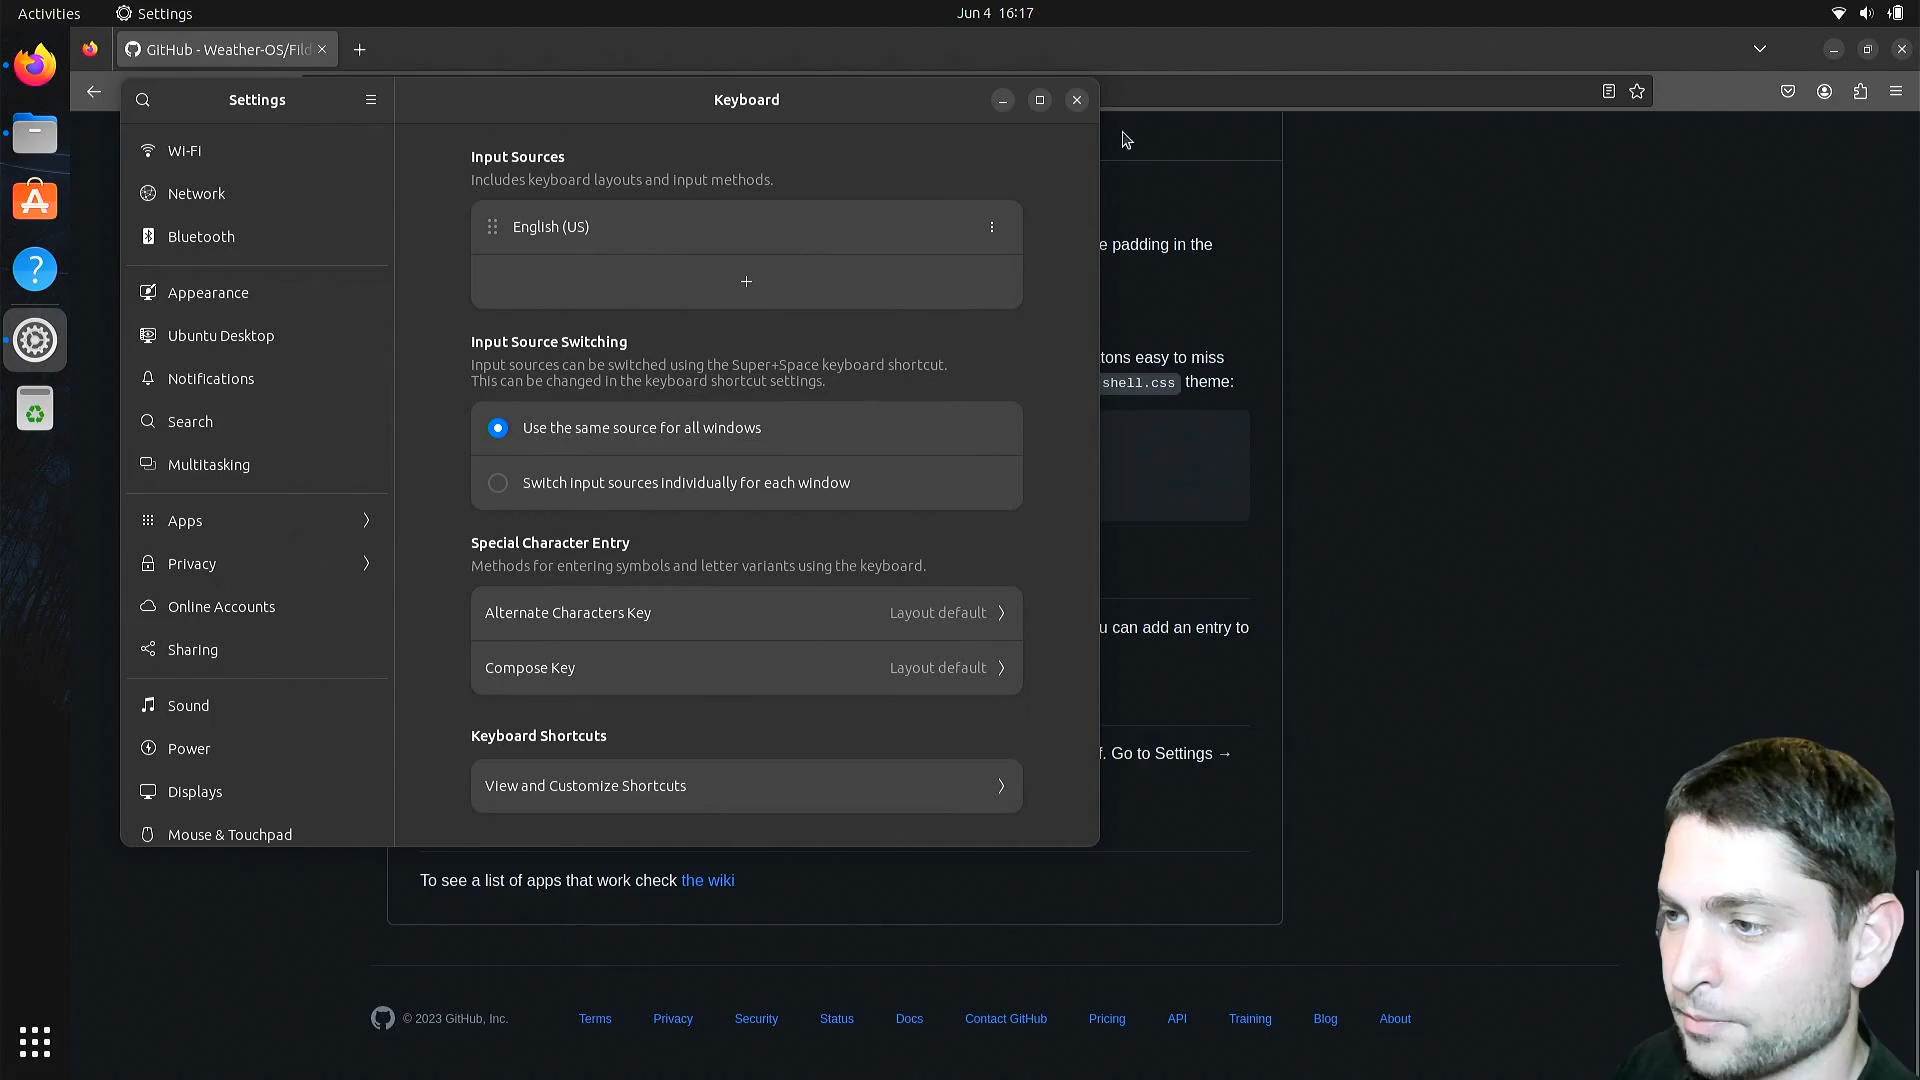 Activities
Settings
Jun 4 16:17
GitHub - Weather-OS/Fild
Settings
Keyboard
Wi-Fi
Network
Bluetooth
Appearance
Ubuntu Desktop
Notifications
Search
Multitasking
Apps
Privacy
Online Accounts
Sharing
Sound
Power
Displays
Mouse & Touchpad
Input Sources
Includes keyboard layouts and input methods.
English (US)
Input Source Switching
Input sources can be switched using the Super+Space keyboard shortcut.
This can be changed in the keyboard shortcut settings.
Use the same source for all windows
Switch input sources individually for each window
Special Character Entry
Methods for entering symbols and letter variants using the keyboard.
Alternate Characters Key Layout default
Compose Key Layout default
Keyboard Shortcuts
View and Customize Shortcuts
e padding in the
tons easy to miss
shell.css theme:
u can add an entry to
f. Go to Settings →
To see a list of apps that work check the wiki
© 2023 GitHub, Inc. Terms Privacy Security Status Docs Contact GitHub Pricing API Training Blog About